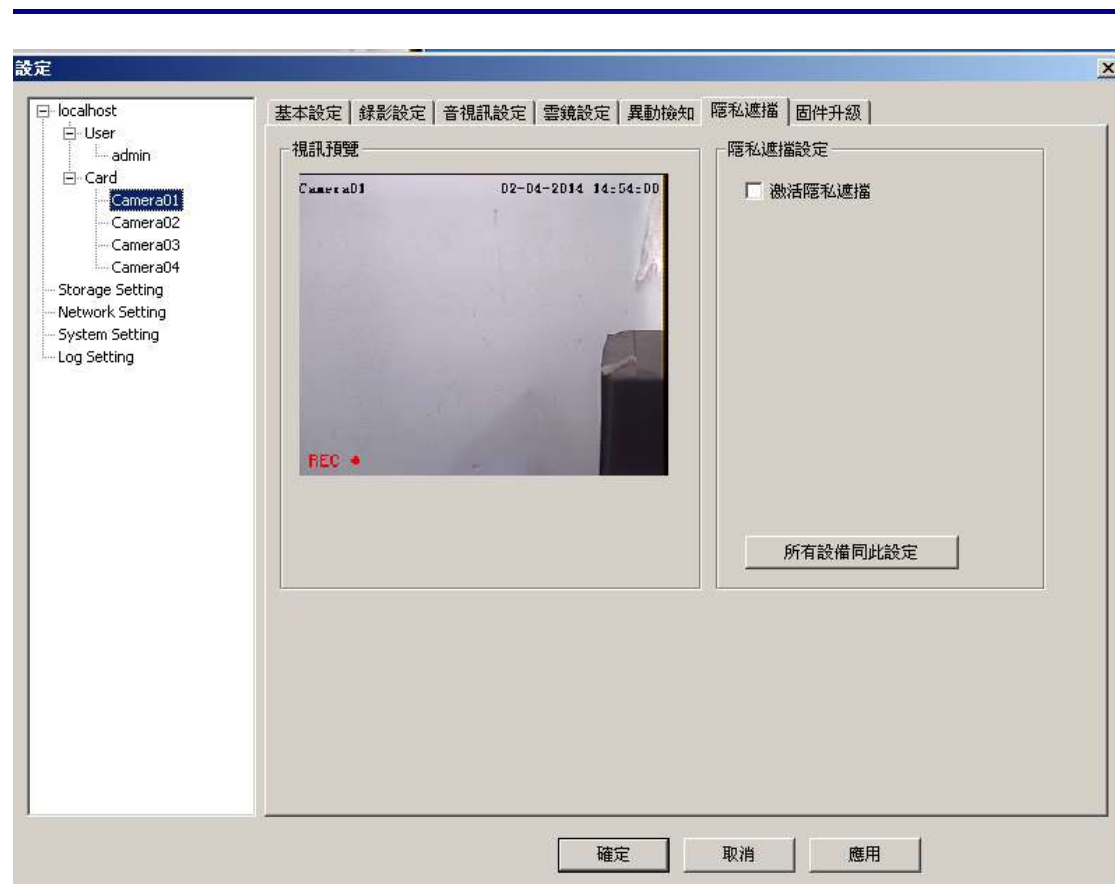 設定
localhost
User
admin
Card
Camera01
Camera02
Camera03
Camera04
Storage Setting
Network Setting
System Setting
Log Setting
基本設定 錄影設定 音視訊設定 雲鏡設定 異動檢知 隱私遮擋 固件升級
視訊預覽
Camera01 02-04-2014 14:54:00
REC
隱私遮擋設定
激活隱私遮擋
所有設備同此設定
確定 取消 應用